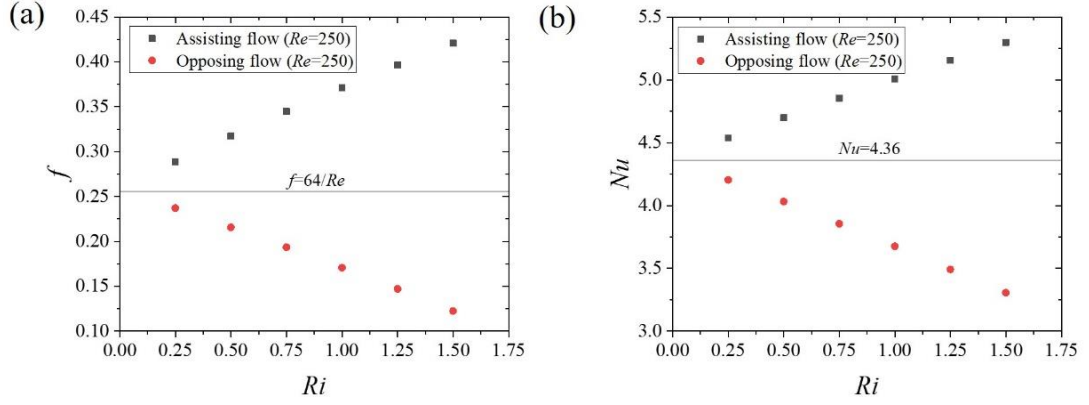 (a)
0.45
0.40
0.35
0.30
0.25
0.20
0.15
0.10
f
Assisting flow (Re=250)
Opposing flow (Re=250)
f=64/Re
0.00 0.25 0.50 0.75 1.00 1.25 1.50 1.75
Ri
(b)
5.5
5.0
4.5
4.0
3.5
3.0
Nu
Assisting flow (Re=250)
Opposing flow (Re=250)
Nu=4.36
0.00 0.25 0.50 0.75 1.00 1.25 1.50 1.75
Ri